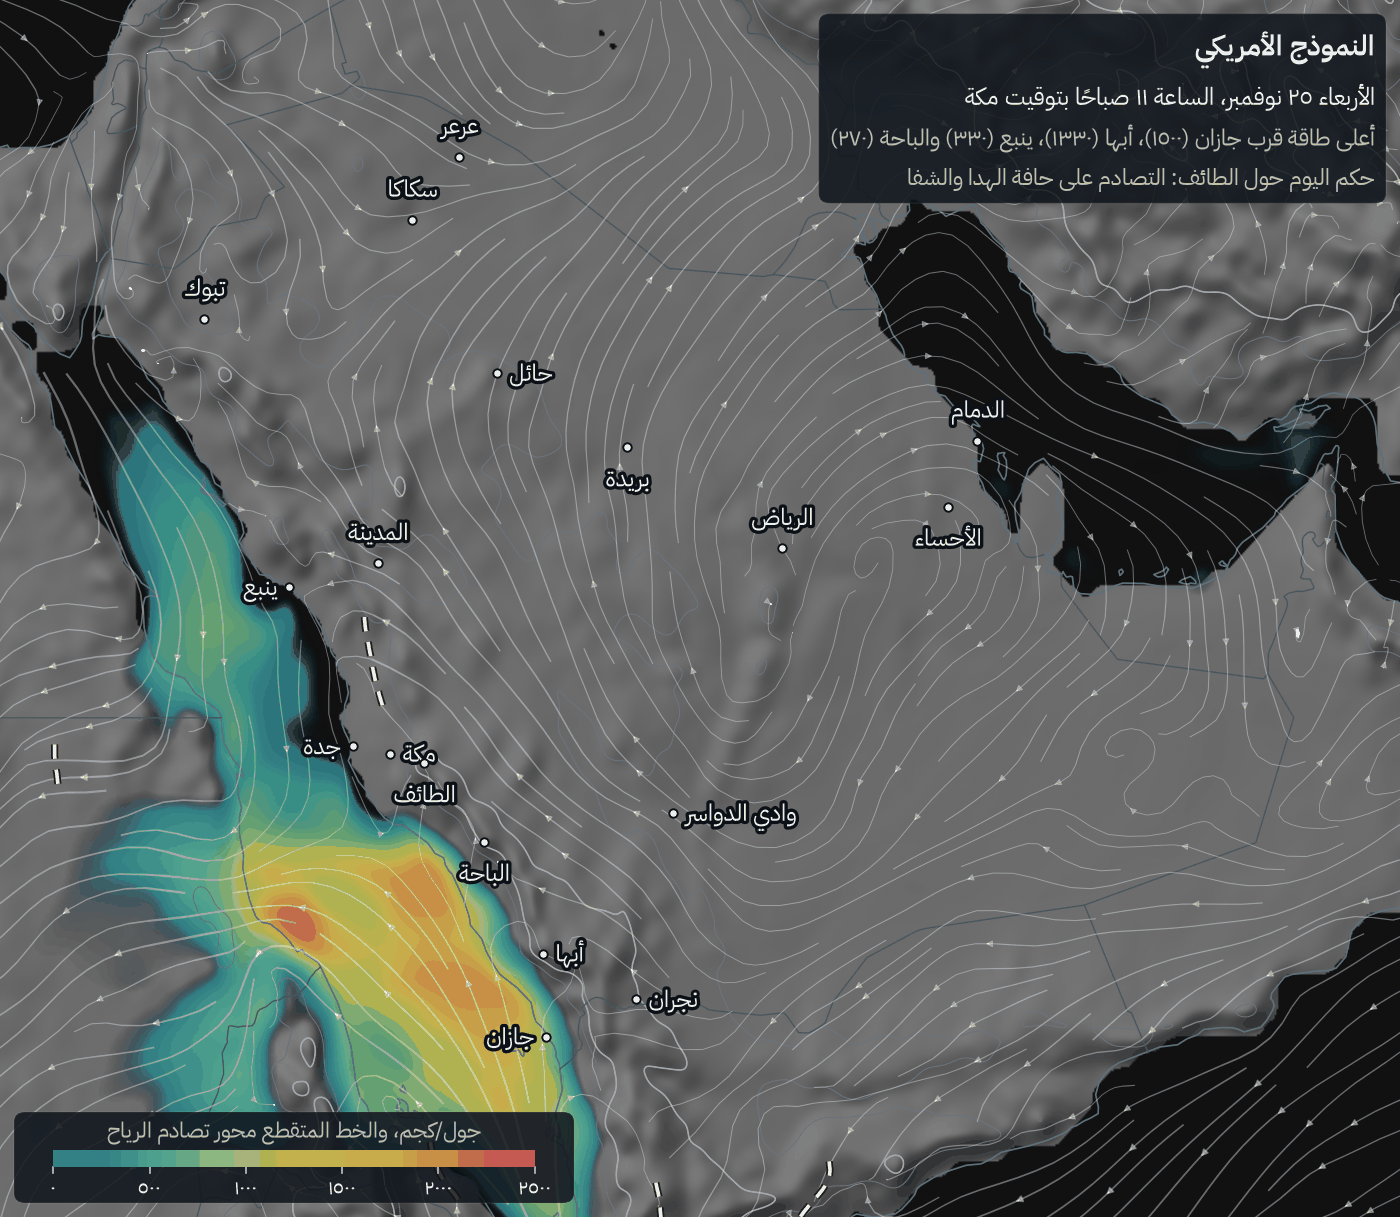 النموذج الأمريكي
الأربعاء ٢٥ نوفمبر، الساعة ١١ صباحًا بتوقيت مكة
أعلى طاقة قرب جازان (١٥٠٠)، أبها (١٣٣٠)، ينبع (٣٣٠) والباحة (٢٧٠)
حكم اليوم حول الطائف: التصادم على حافة الهدا والشفا
عرعر
سكاكا
تبوك
حائل
الدمام
بريدة
الرياض
المدينة
الأحساء
ينبع
جدة
مكة
الطائف
وادي الدواسر
الباحة
أبها
نجران
جازان
جول/كجم، والخط المتقطع محور تصادم الرياح
٠ ٥٠٠ ١٠٠٠ ١٥٠٠ ٢٠٠٠ ٢٥٠٠